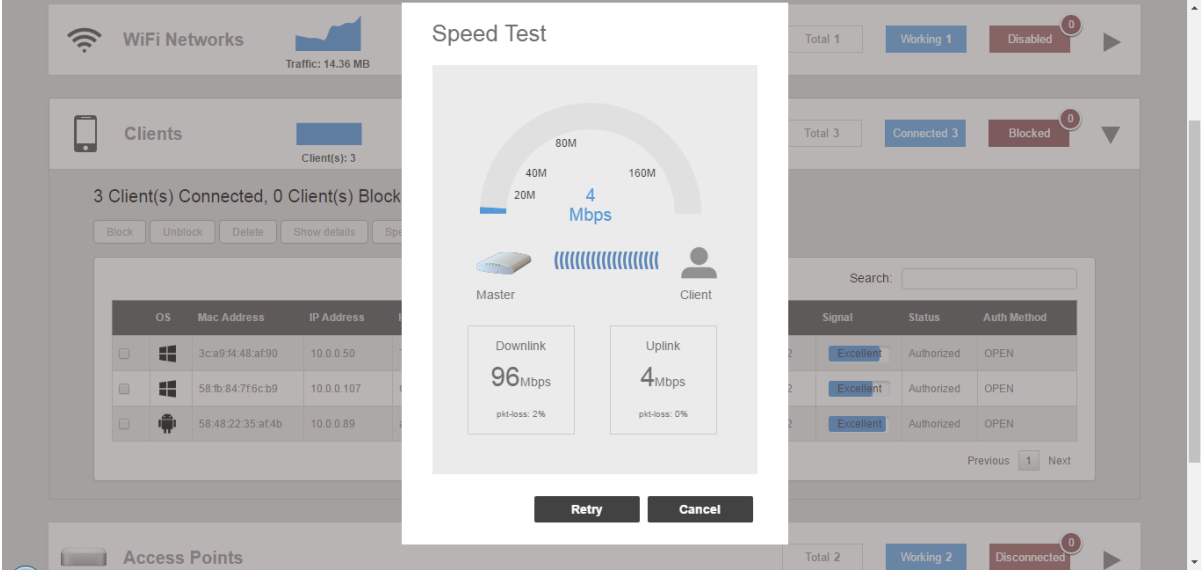 WiFi Networks
Traffic: 14.36 MB
Total 1
Working 1
Disabled
0
Clients
Client(s): 3
Total 3
Connected 3
Blocked
0
3 Client(s) Connected, 0 Client(s) Block
Block
Unblock
Delete
Show details
Spe
Search:
OS
Mac Address
IP Address
Signal
Status
Auth Method
3c:a9:f4:48:af:90
10.0.0.50
2
Excellent
Authorized
OPEN
58:fb:84:7f:6c:b9
10.0.0.107
2
Excellent
Authorized
OPEN
58:48:22:35:af:4b
10.0.0.89
2
Excellent
Authorized
OPEN
Previous
1
Next
Access Points
Total 2
Working 2
Disconnected
0
Speed Test
80M
40M
160M
20M
4
Mbps
Master
Client
Downlink
96Mbps
pkt-loss: 2%
Uplink
4Mbps
pkt-loss: 0%
Retry
Cancel